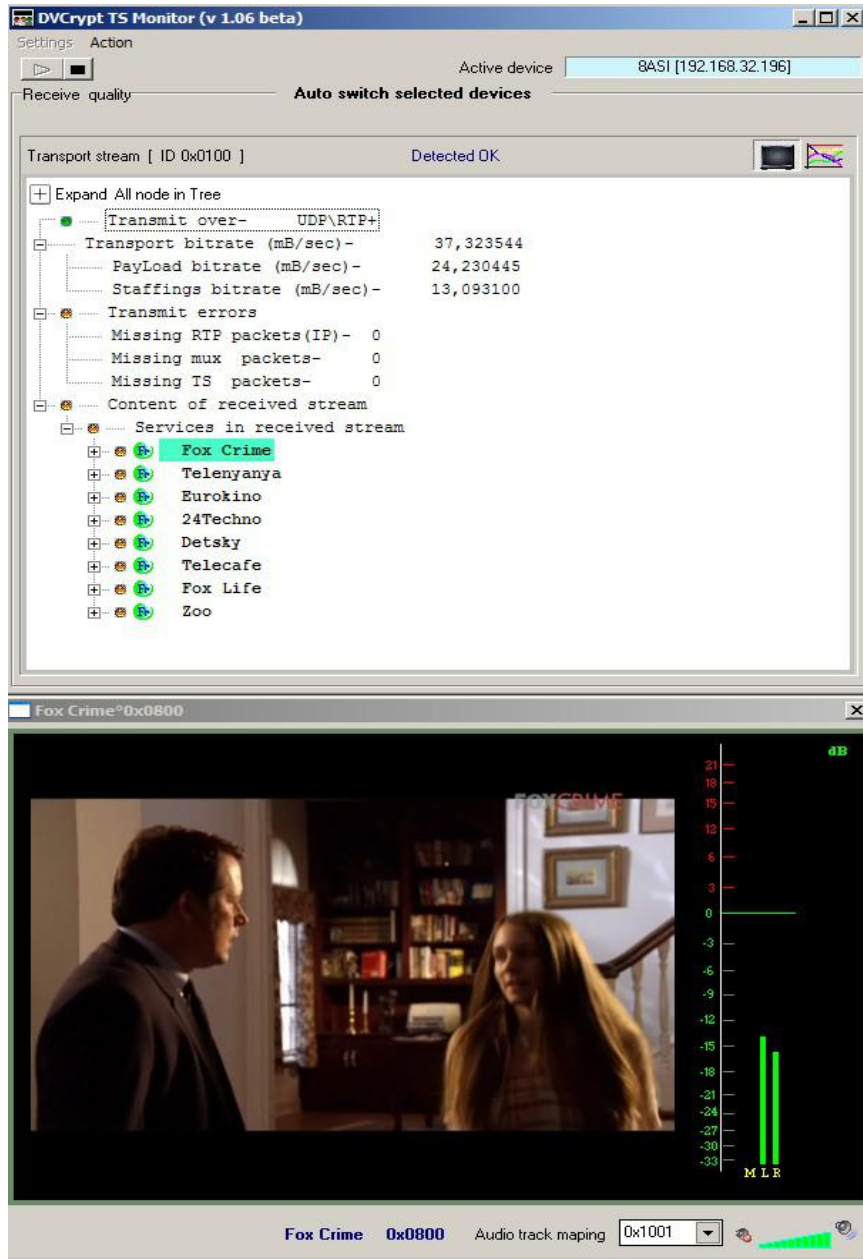 DVCrypt TS Monitor (v 1.06 beta)
Settings Action
Active device 8ASI [192.168.32.196]
Receive quality Auto switch selected devices
Transport stream [ ID 0x0100 ] Detected OK
Expand All node in Tree
Transmit over- UDP\RTP+
Transport bitrate (mB/sec)- 37,323544
PayLoad bitrate (mB/sec)- 24,230445
Staffings bitrate (mB/sec)- 13,093100
Transmit errors
Missing RTP packets(IP)- 0
Missing mux packets- 0
Missing TS packets- 0
Content of received stream
Services in received stream
Fox Crime
Telenyanya
Eurokino
24Techno
Detsky
Telecafe
Fox Life
Zoo
Fox Crime°0x0800
dB
FOXCRIME
21
18
15
12
6
3
0
-3
-6
-9
-12
-15
-18
-21
-24
-27
-30
-33
M L R
Fox Crime 0x0800 Audio track maping 0x1001